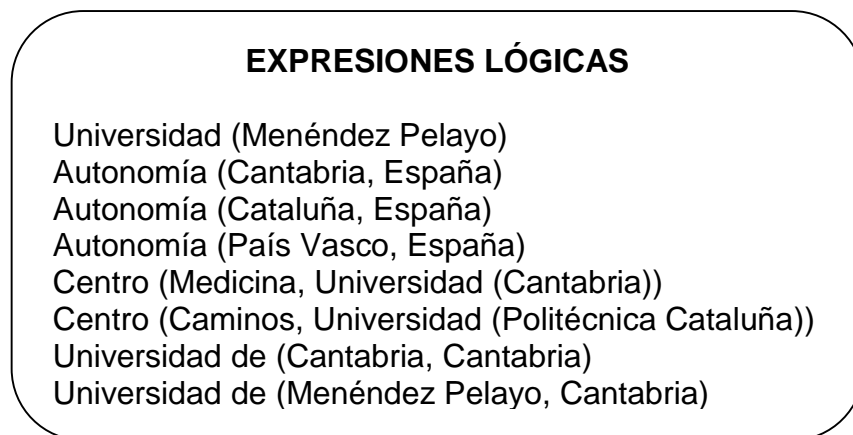 EXPRESIONES LÓGICAS
Universidad (Menéndez Pelayo)
Autonomía (Cantabria, España)
Autonomía (Cataluña, España)
Autonomía (País Vasco, España)
Centro (Medicina, Universidad (Cantabria))
Centro (Caminos, Universidad (Politécnica Cataluña))
Universidad de (Cantabria, Cantabria)
Universidad de (Menéndez Pelayo, Cantabria)